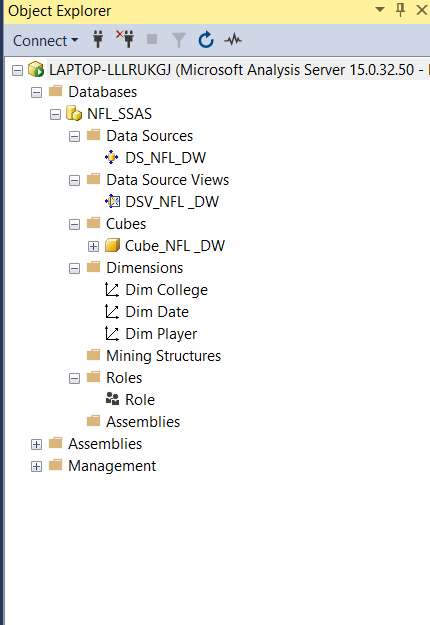 Object Explorer
Connect
LAPTOP-LLLRUKGJ (Microsoft Analysis Server 15.0.32.50 -
Databases
NFL_SSAS
Data Sources
DS_NFL_DW
Data Source Views
DSV_NFL _DW
Cubes
Cube_NFL _DW
Dimensions
Dim College
Dim Date
Dim Player
Mining Structures
Roles
Role
Assemblies
Assemblies
Management